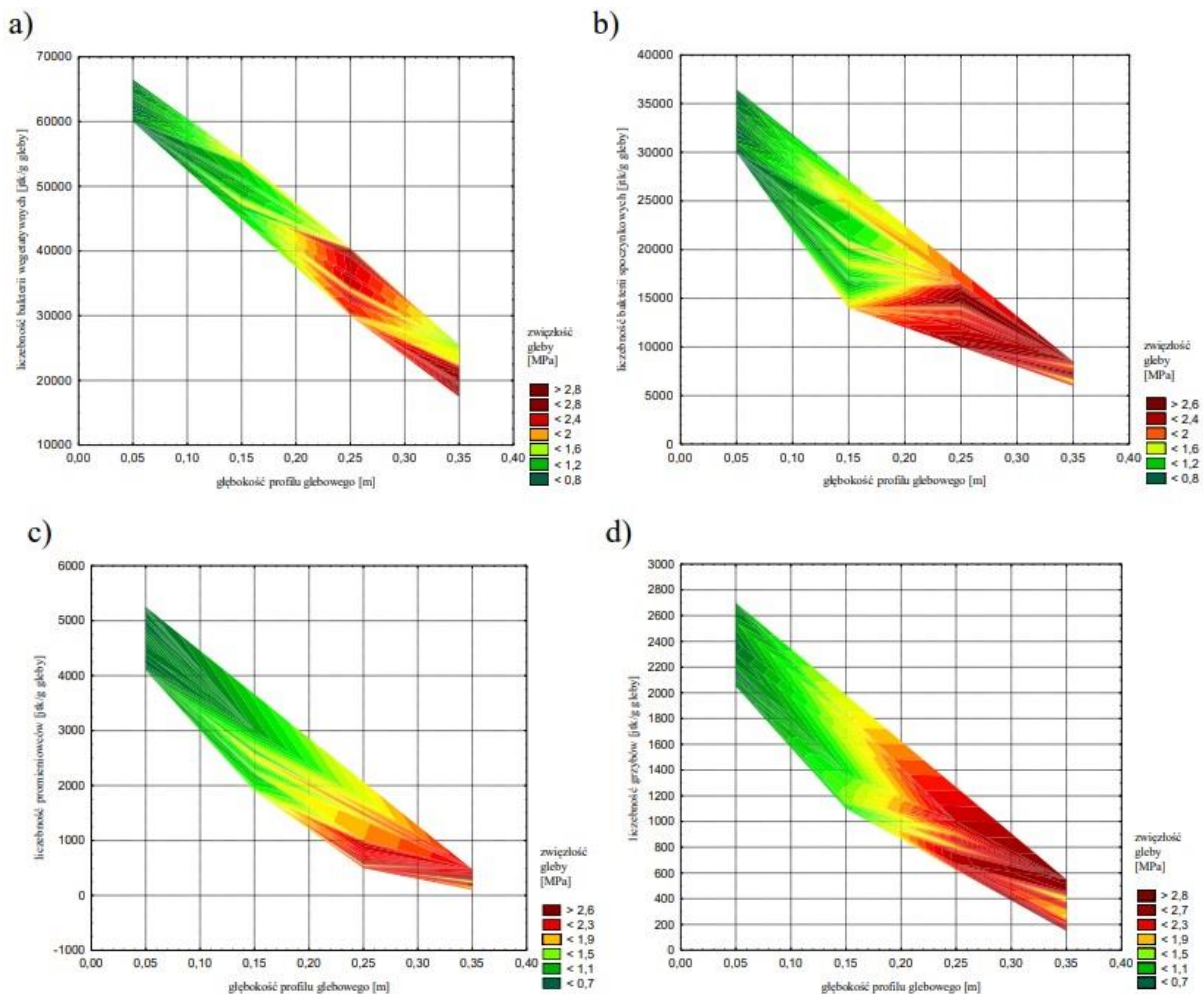 a)
70000
60000
50000
40000
30000
20000
10000
liczebność bakterii wegetatywnych [jtk/g gleby]
0,00 0,05 0,10 0,15 0,20 0,25 0,30 0,35 0,40
głębokość profilu glebowego [m]
zwięzłość
gleby
[MPa]
> 2,8
< 2,8
< 2,4
< 2
< 1,6
< 1,2
< 0,8
b)
40000
35000
30000
25000
20000
15000
10000
5000
0
liczebność bakterii spoczynkowych [jtk/g gleby]
0,00 0,05 0,10 0,15 0,20 0,25 0,30 0,35 0,40
głębokość profilu glebowego [m]
zwięzłość
gleby
[MPa]
> 2,6
< 2,4
< 2
< 1,6
< 1,2
< 0,8
c)
6000
5000
4000
3000
2000
1000
0
-1000
liczebność promieniowców [jtk/g gleby]
0,00 0,05 0,10 0,15 0,20 0,25 0,30 0,35 0,40
głębokość profilu glebowego [m]
zwięzłość
gleby
[MPa]
> 2,6
< 2,3
< 1,9
< 1,5
< 1,1
< 0,7
d)
3000
2800
2600
2400
2200
2000
1800
1600
1400
1200
1000
800
600
400
200
0
liczebność grzybów [jtk/g gleby]
0,00 0,05 0,10 0,15 0,20 0,25 0,30 0,35 0,40
głębokość profilu glebowego [m]
zwięzłość
gleby
[MPa]
> 2,8
< 2,7
< 2,3
< 1,9
< 1,5
< 1,1
< 0,7